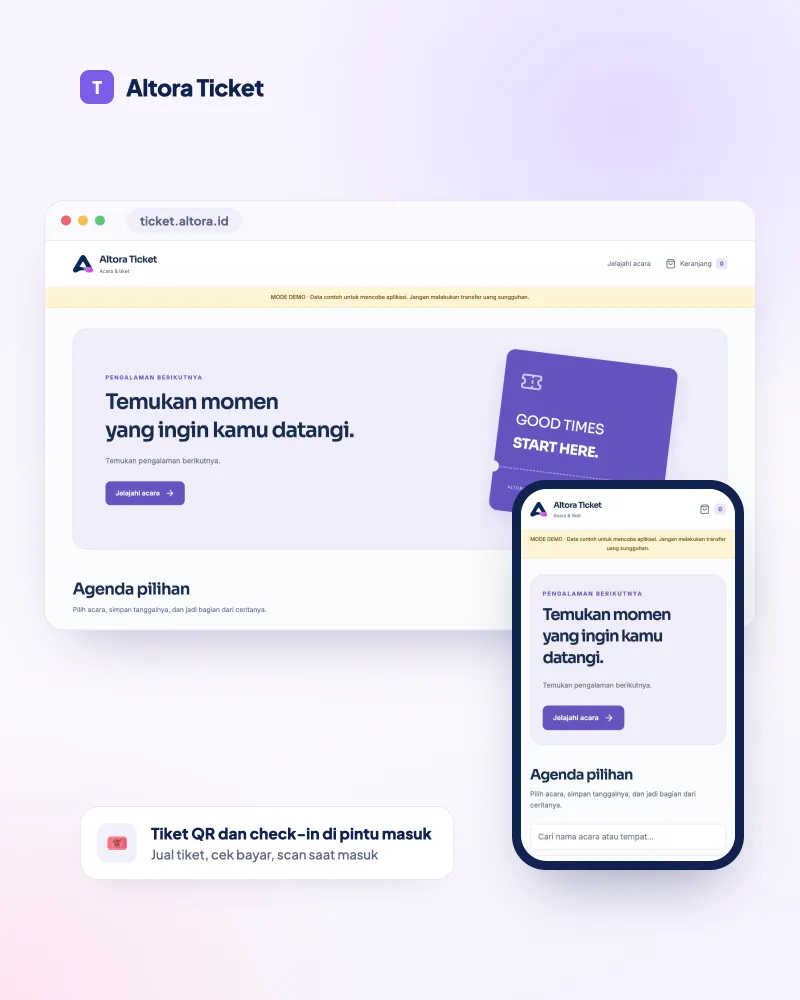 T
Altora Ticket
ticket.altora.id
Altora Ticket
Acara & tiket
Jelajahi acara
Keranjang
0
MODE DEMO · Data contoh untuk mencoba aplikasi. Jangan melakukan transfer uang sungguhan.
PENGALAMAN BERIKUTNYA
Temukan momen
yang ingin kamu datangi.
Temukan pengalaman berikutnya.
Jelajahi acara →
GOOD TIMES
START HERE.
Agenda pilihan
Pilih acara, simpan tanggalnya, dan jadi bagian dari ceritanya.
Altora Ticket
Acara & tiket
0
MODE DEMO · Data contoh untuk mencoba aplikasi. Jangan melakukan transfer
uang sungguhan.
PENGALAMAN BERIKUTNYA
Temukan momen
yang ingin kamu
datangi.
Temukan pengalaman berikutnya.
Jelajahi acara →
Agenda pilihan
Pilih acara, simpan tanggalnya, dan jadi bagian dari
ceritanya.
Cari nama acara atau tempat...
Tiket QR dan check-in di pintu masuk
Jual tiket, cek bayar, scan saat masuk